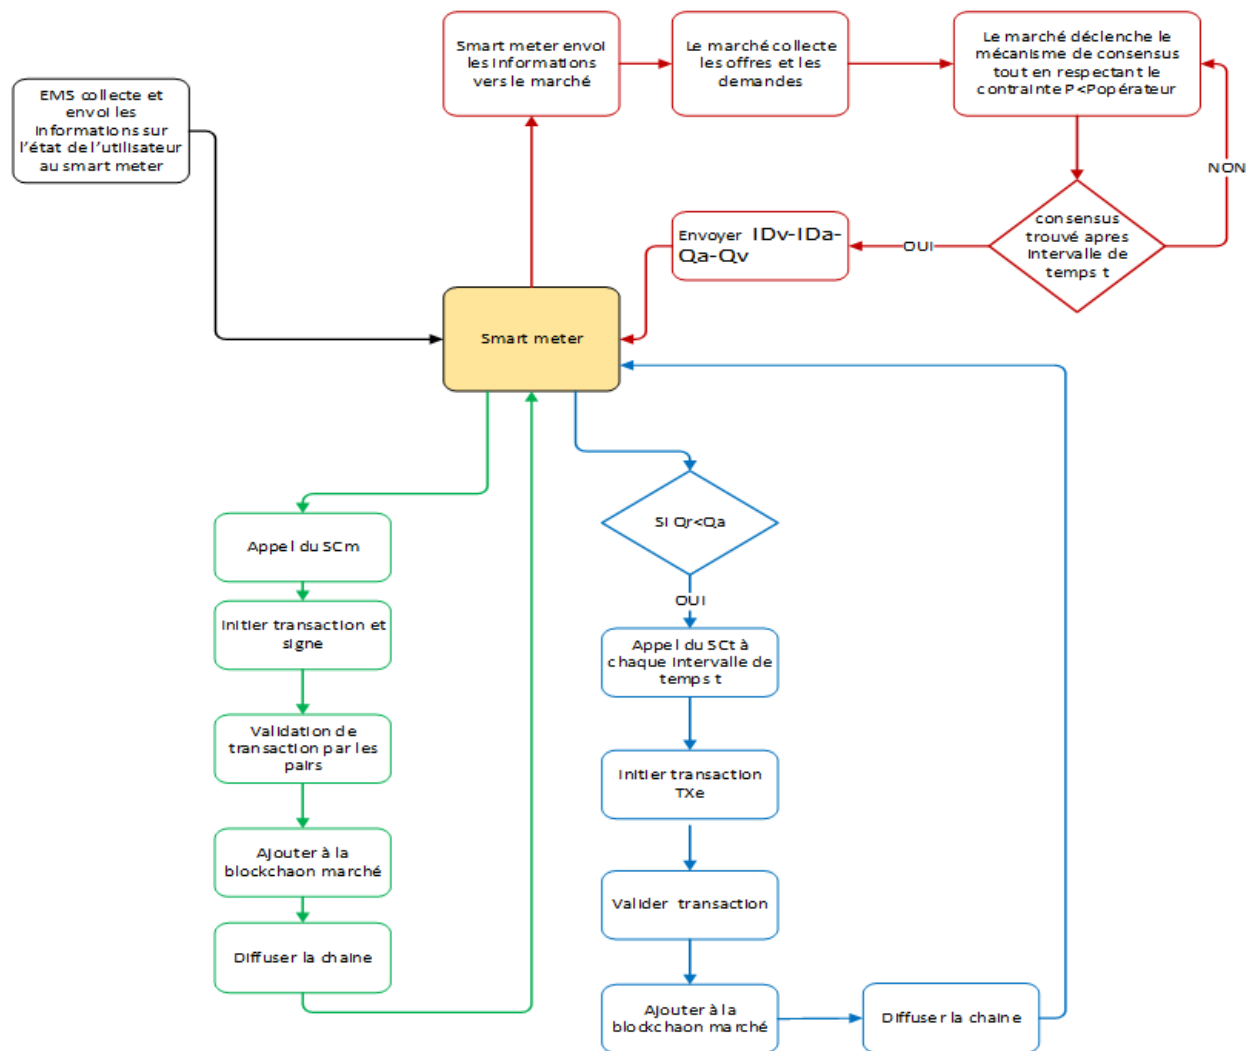 EMS collecte et
envoi les
informations sur
l'état de l'utilisateur
au smart meter
Smart meter envoi
les informations
vers le marché
Le marché collecte
les offres et les
demandes
Le marché déclenche le
mécanisme de consensus
tout en respectant le
contrainte P<Popérateur
NON
consensus
trouvé apres
intervalle de
temps t
OUI
Envoyer IDv-IDa-
Qa-Qv
Smart meter
Appel du SCm
Initier transaction et
signe
Validation de
transaction par les
pairs
Ajouter à la
blockchaon marché
Diffuser la chaine
Si Qr<Qa
OUI
Appel du SCt à
chaque intervalle de
temps t
Initier transaction
TXe
Valider transaction
Ajouter à la
blockchaon marché
Diffuser la chaine